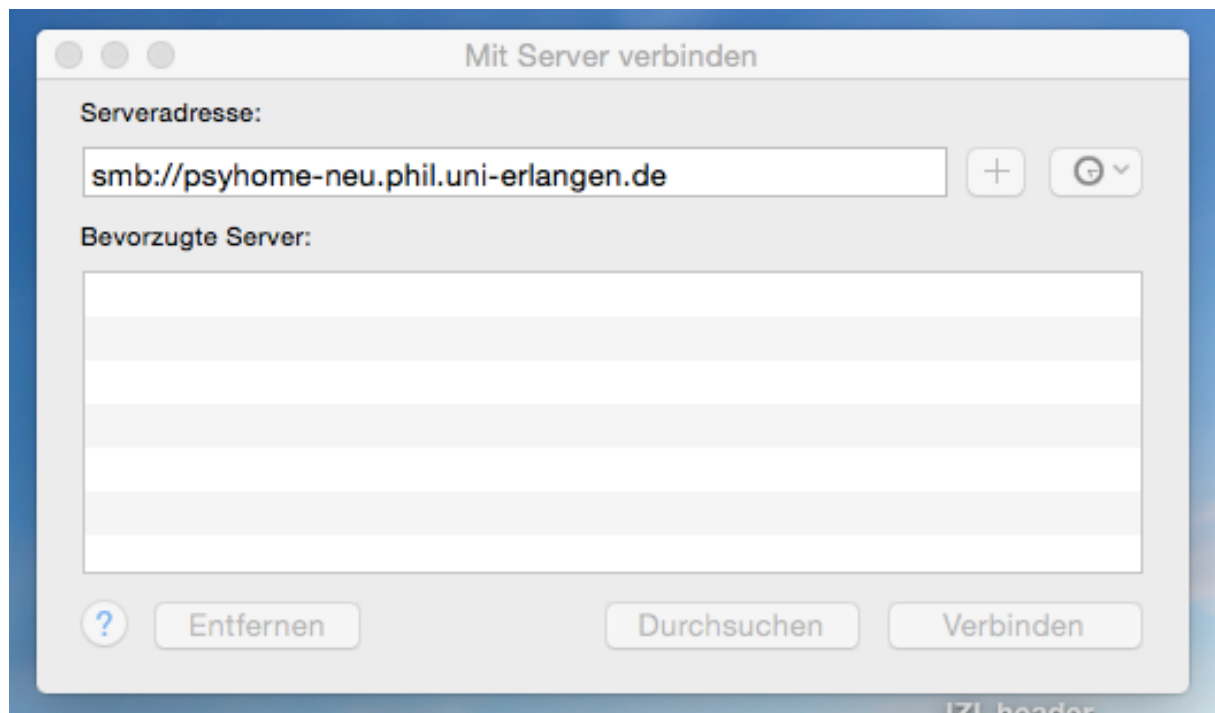 Mit Server verbinden
Serveradresse:
smb://psyhome-neu.phil.uni-erlangen.de
Bevorzugte Server:
? Entfernen Durchsuchen Verbinden